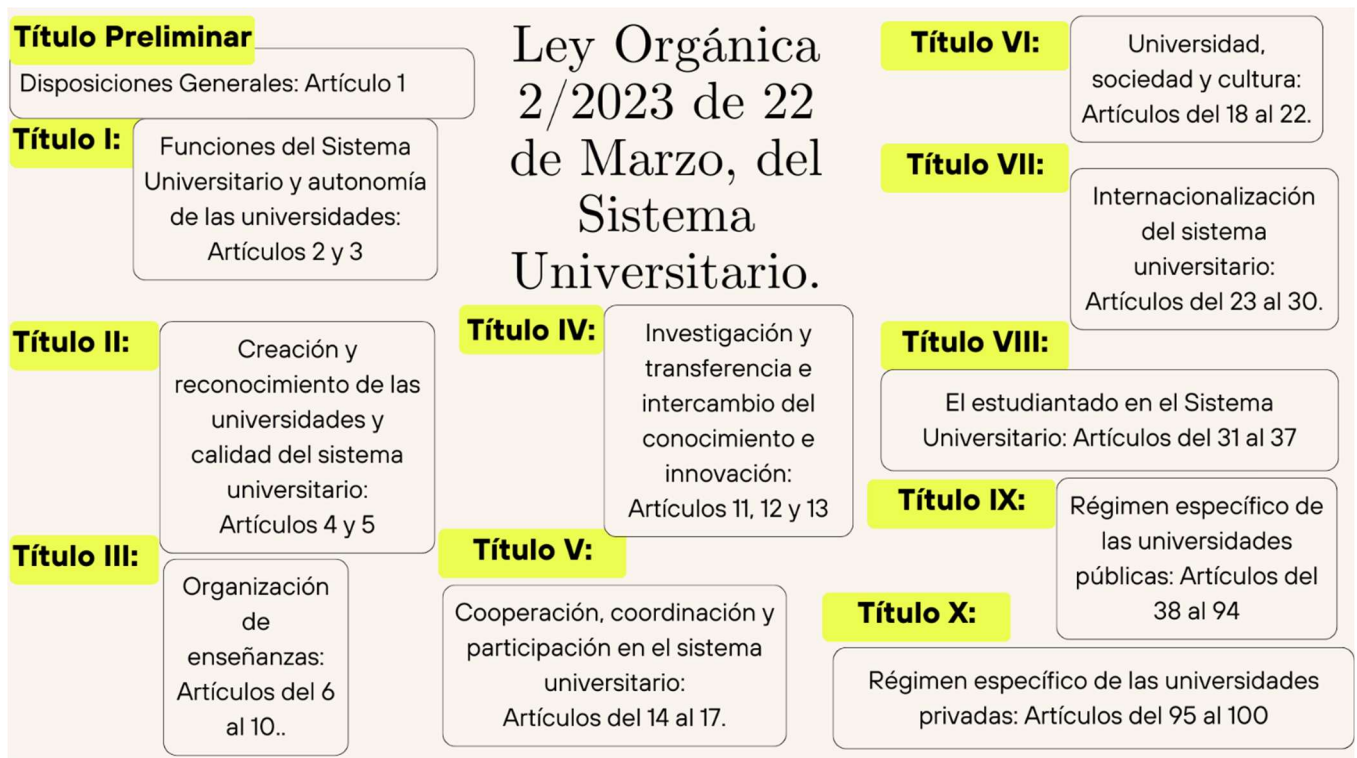 Título Preliminar
Disposiciones Generales: Artículo 1
Título I:
Funciones del Sistema
Universitario y autonomía
de las universidades:
Artículos 2 y 3
Título II:
Creación y
reconocimiento de las
universidades y
calidad del sistema
universitario:
Artículos 4 y 5
Título III:
Organización
de
enseñanzas:
Artículos del 6
al 10..
Ley Orgánica
2/2023 de 22
de Marzo, del
Sistema
Universitario.
Título IV:
Investigación y
transferencia e
intercambio del
conocimiento e
innovación:
Artículos 11, 12 y 13
Título V:
Cooperación, coordinación y
participación en el sistema
universitario:
Artículos del 14 al 17.
Título VI:
Universidad,
sociedad y cultura:
Artículos del 18 al 22.
Título VII:
Internacionalización
del sistema
universitario:
Artículos del 23 al 30.
Título VIII:
El estudiantado en el Sistema
Universitario: Artículos del 31 al 37
Título IX:
Régimen específico de
las universidades
públicas: Artículos del
38 al 94
Título X:
Régimen específico de las universidades
privadas: Artículos del 95 al 100